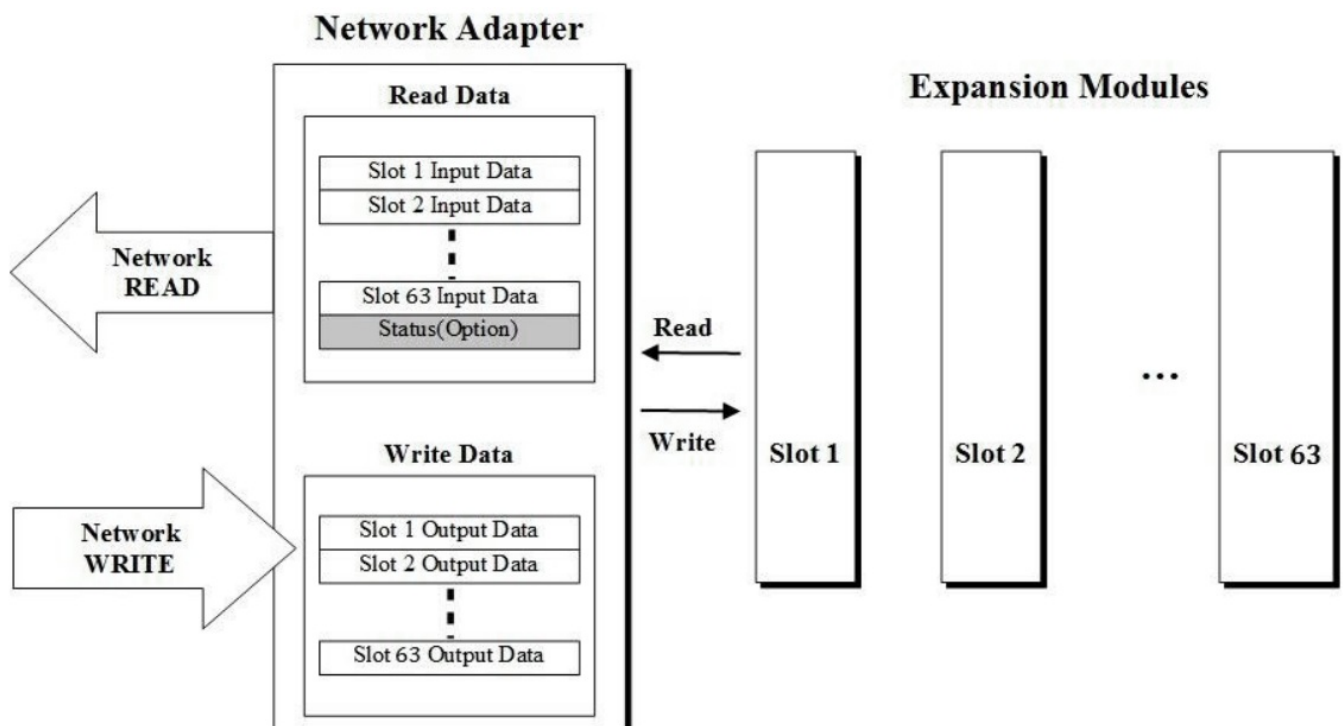 Network Adapter
Expansion Modules
Read Data
Slot 1 Input Data
Slot 2 Input Data
Slot 63 Input Data
Status(Option)
Network
READ
Read
Write
Write Data
Slot 1 Output Data
Slot 2 Output Data
Slot 63 Output Data
Network
WRITE
Slot 1
Slot 2
...
Slot 63